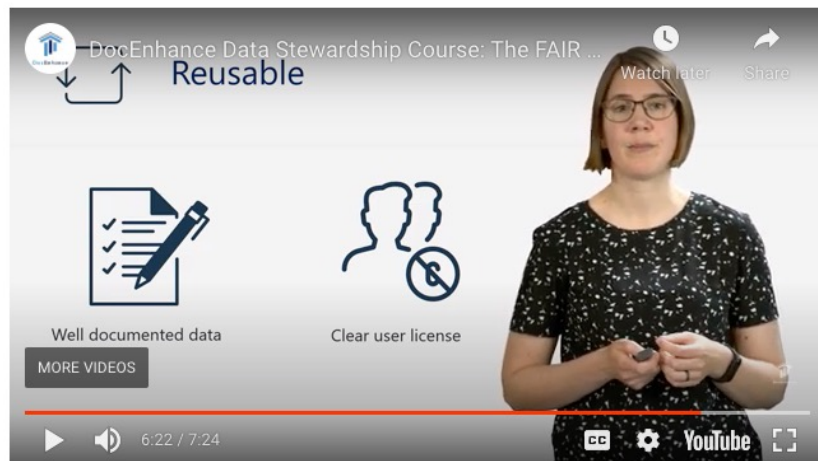 DocEnhance
DocEnhance Data Stewardship Course: The FAIR ...
Watch later
Share
Reusable
Well documented data
Clear user license
MORE VIDEOS
6:22 / 7:24
CC
YouTube